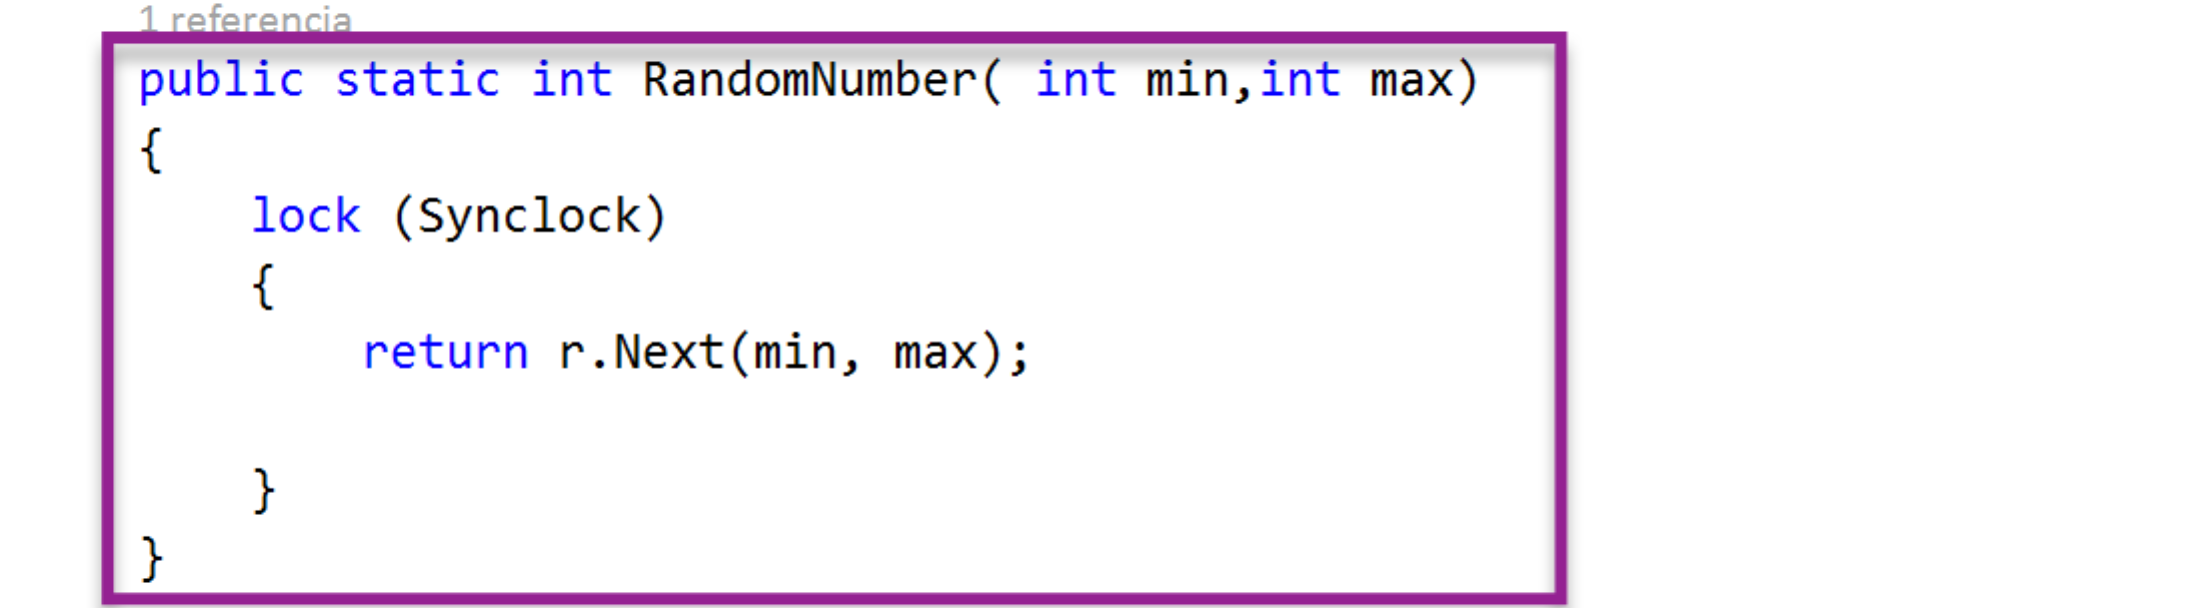 1 referencia
public static int RandomNumber( int min,int max)
{
lock (Synclock)
{
return r.Next(min, max);
}
}